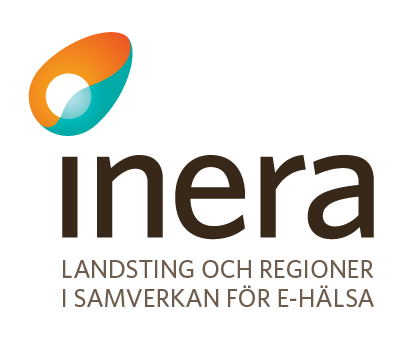 inera
LANDSTING OCH REGIONER
I SAMVERKAN FÖR E-HÄLSA